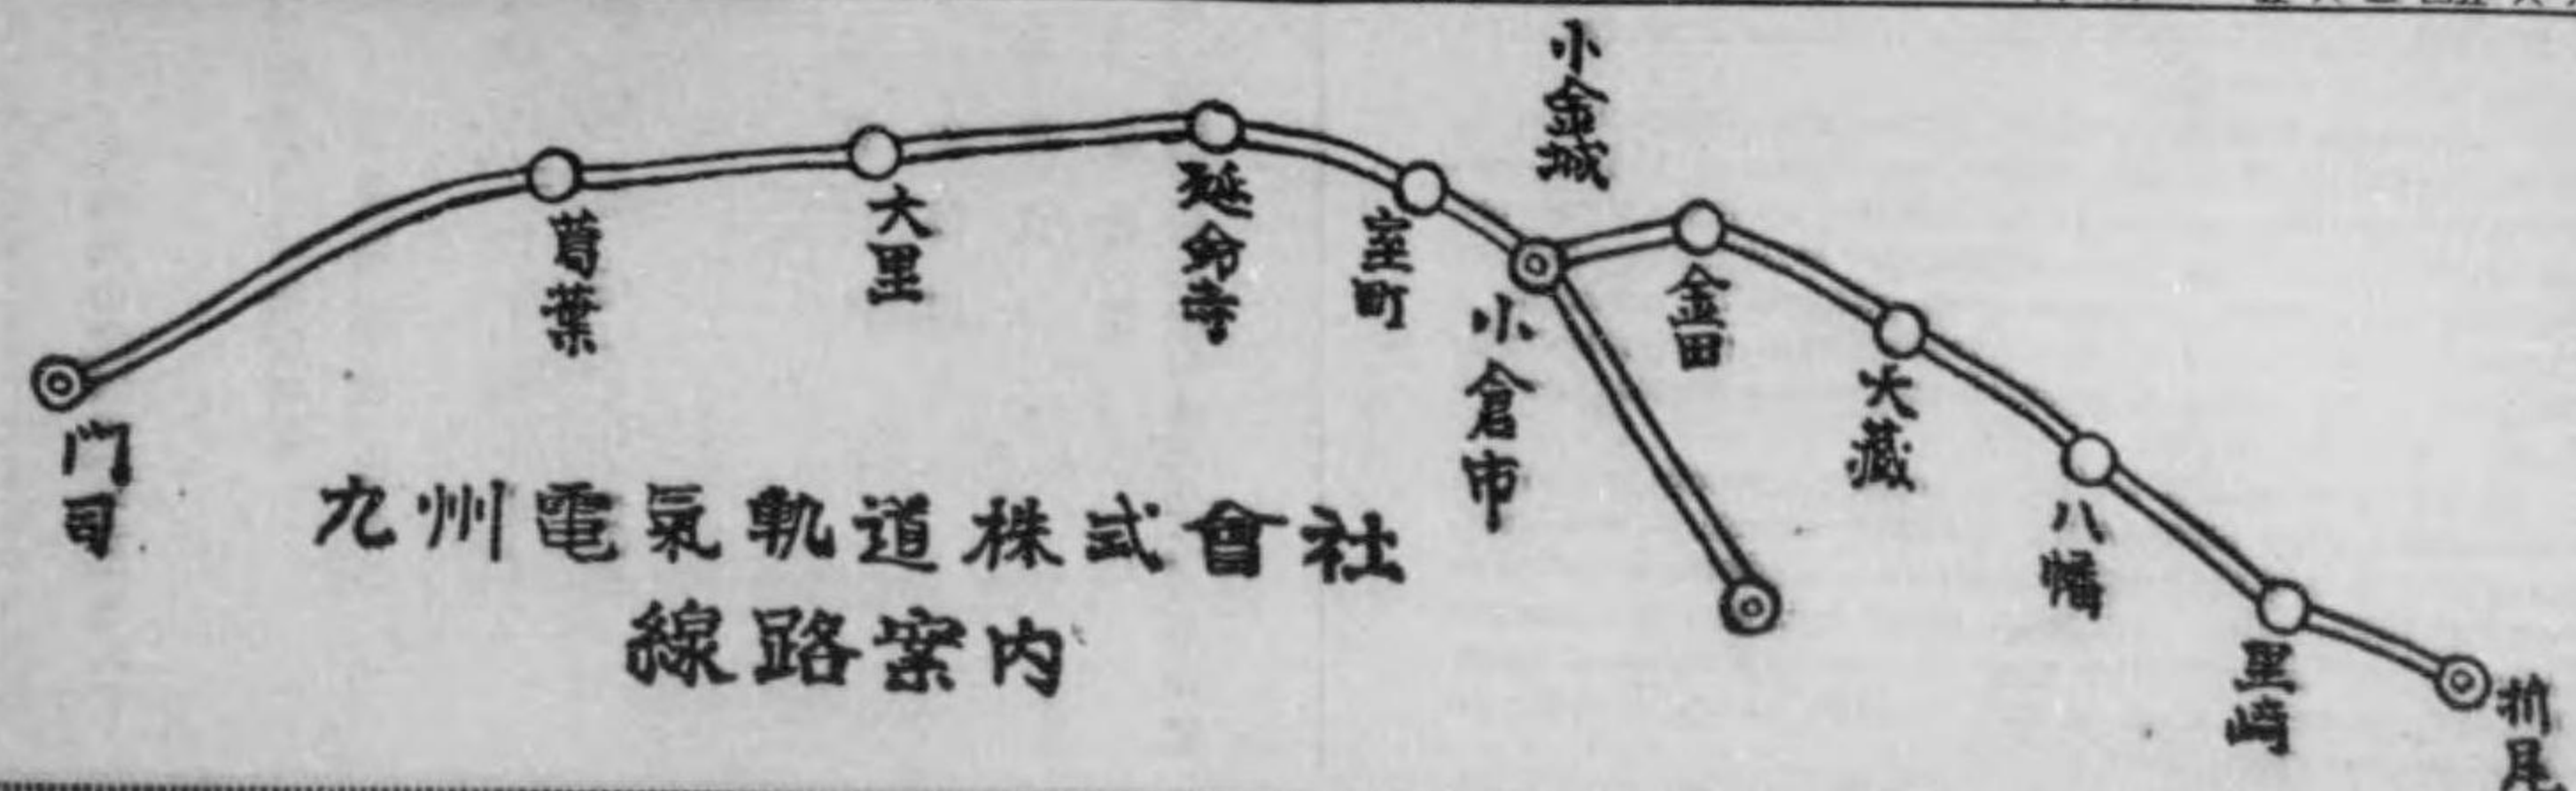 小金城
門司
葛葉
大里
延命寺
室町
小倉市
金田
大藏
八幡
黒崎
折尾
九州電氣軌道株式會社
線路案内